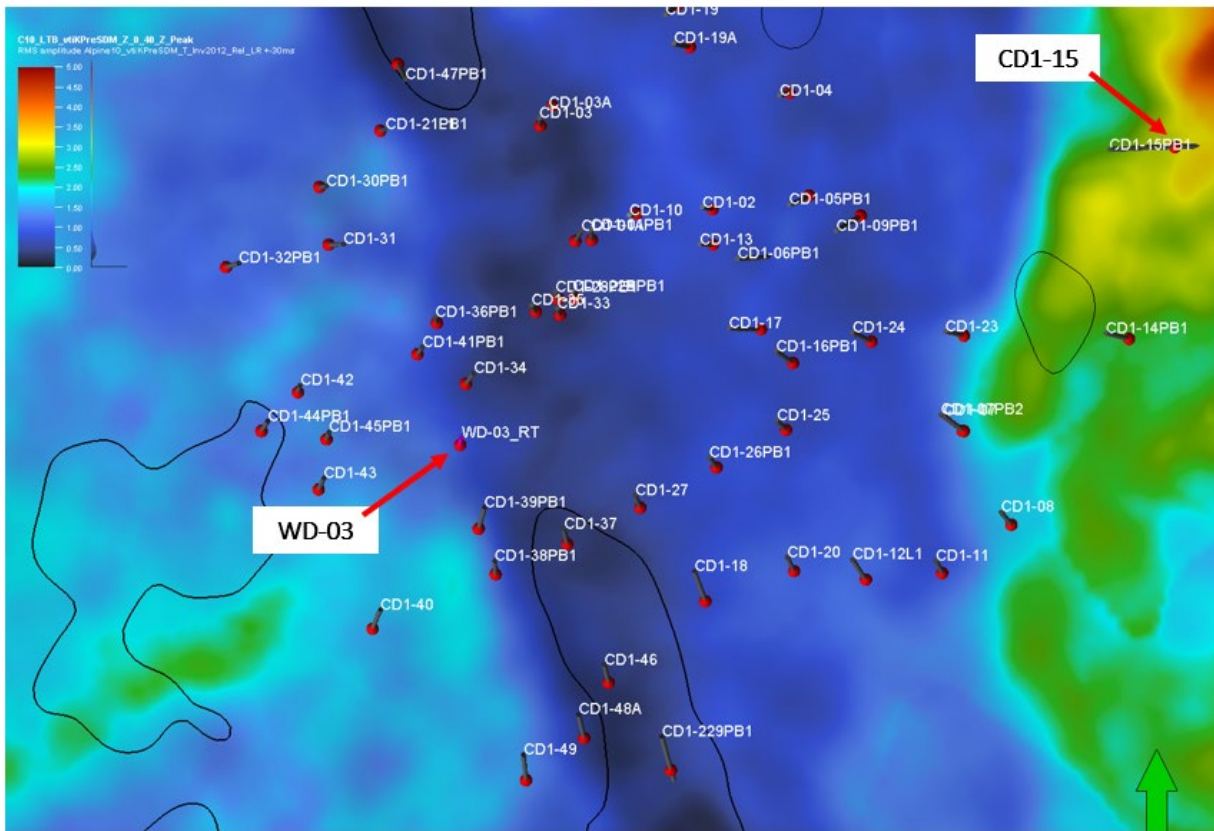 CD1-19
C10_LTB_vtiKPreSDM_Z_0_40_Z_Peak
RMS amplitude Alpine10_vtiKPreSDM_T_Inv2012_Rel_LR +-30ms
CD1-19A
CD1-15
5.00
4.50
4.00
3.50
3.00
2.50
2.00
1.50
1.00
0.50
0.00
CD1-47PB1
CD1-04
CD1-03A
CD1-03
CD1-15PB1
CD1-30PB1
CD1-05PB1
CD1-02
CD1-10
CD1-09PB1
CD1-31
CD1-13
CD1-06PB1
CD1-32PB1
CD1-33
CD1-36PB1
CD1-17
CD1-24
CD1-23
CD1-14PB1
CD1-41PB1
CD1-16PB1
CD1-34
CD1-42
CD1-44PB1
CD1-45PB1
WD-03_RT
CD1-25
CD1-26PB1
CD1-43
CD1-27
CD1-39PB1
CD1-08
WD-03
CD1-37
CD1-38PB1
CD1-18
CD1-20
CD1-12L1
CD1-11
CD1-40
CD1-46
CD1-48A
CD1-229PB1
CD1-49